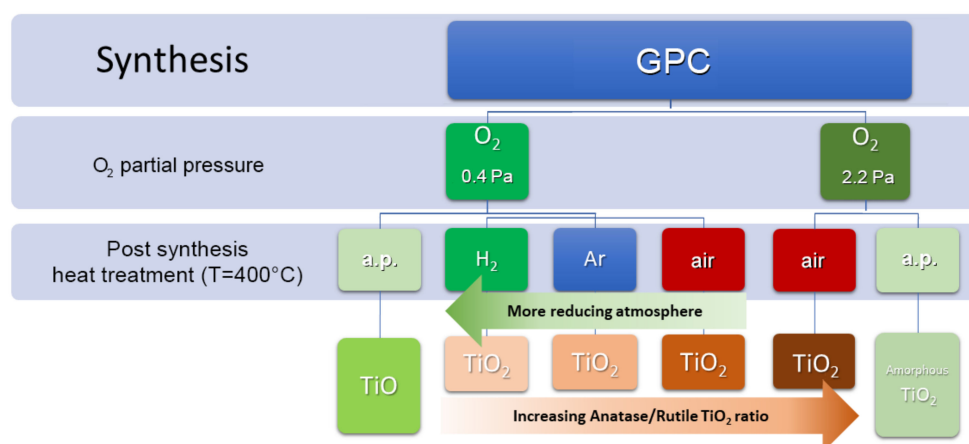 Synthesis
GPC
O₂ partial pressure
O₂
0.4 Pa
O₂
2.2 Pa
Post synthesis
heat treatment (T=400°C)
a.p.
H₂
Ar
air
air
a.p.
More reducing atmosphere
TiO
TiO₂
TiO₂
TiO₂
TiO₂
Amorphous
TiO₂
Increasing Anatase/Rutile TiO₂ ratio